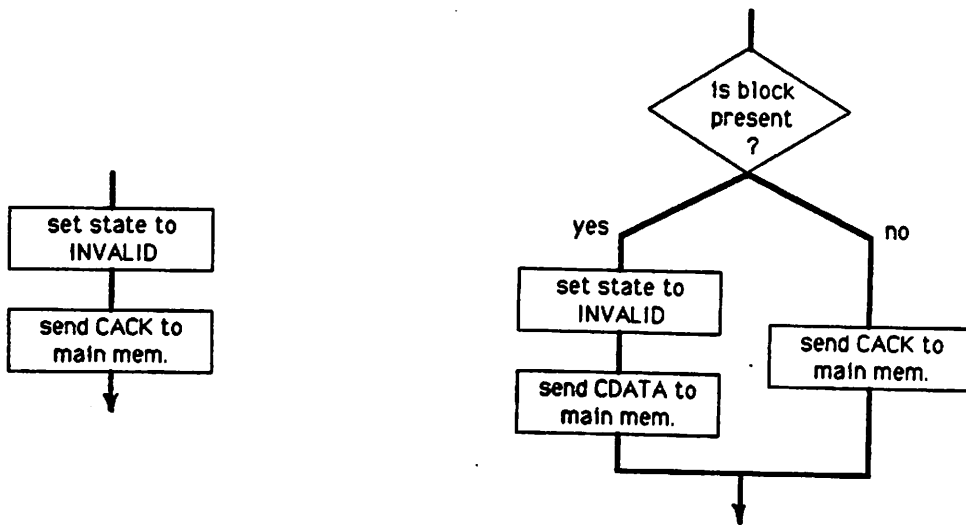 set state to
INVALID
send CACK to
main mem.
Is block
present
?
yes
no
set state to
INVALID
send CDATA to
main mem.
send CACK to
main mem.